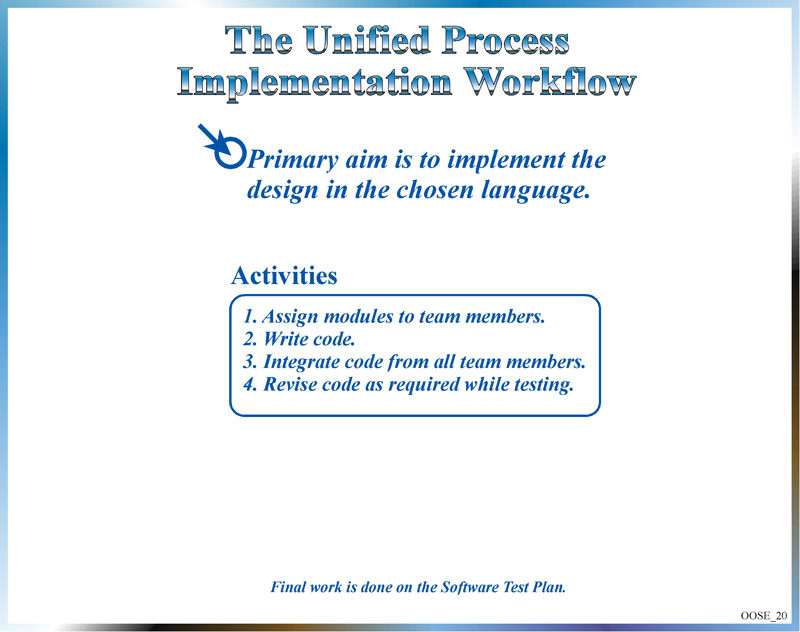 The Unified Process
Implementation Workflow
Primary aim is to implement the
design in the chosen language.
Activities
1. Assign modules to team members.
2. Write code.
3. Integrate code from all team members.
4. Revise code as required while testing.
Final work is done on the Software Test Plan.
OOSE_20